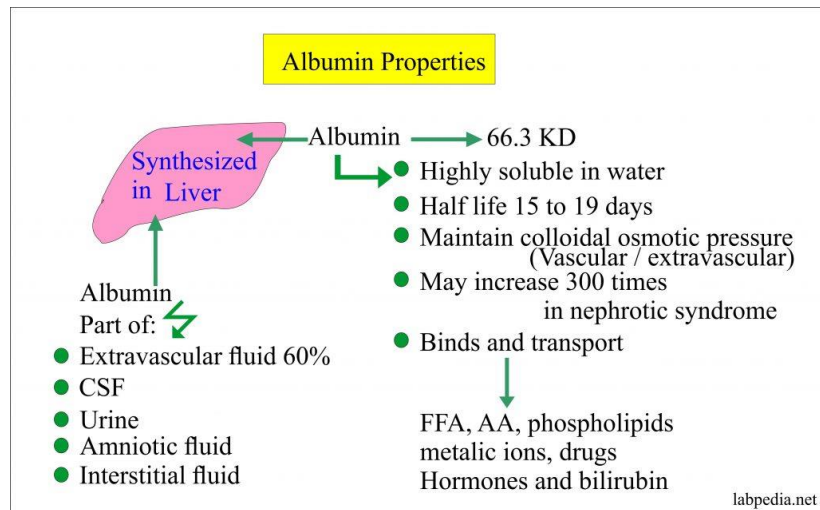 Albumin Properties
Albumin
66.3 KD
Synthesized
in Liver
Highly soluble in water
Half life 15 to 19 days
Maintain colloidal osmotic pressure
(Vascular / extravascular)
May increase 300 times
in nephrotic syndrome
Binds and transport
FFA, AA, phospholipids
metalic ions, drugs
Hormones and bilirubin
Albumin
Part of:
Extravascular fluid 60%
CSF
Urine
Amniotic fluid
Interstitial fluid
labpedia.net